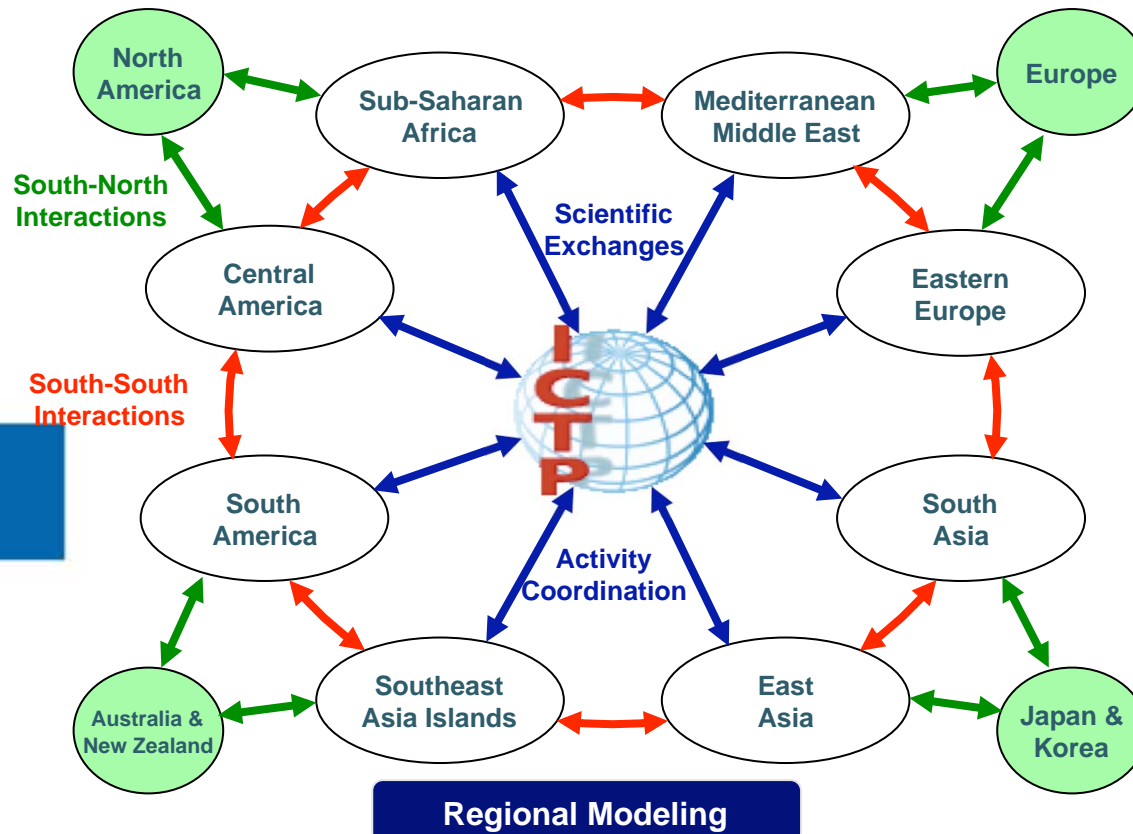 North
America
Sub-Saharan
Africa
Mediterranean
Middle East
Europe
South-North
Interactions
Scientific
Exchanges
Central
America
Eastern
Europe
ICTP
South-South
Interactions
South
America
South
Asia
Activity
Coordination
Australia &
New Zealand
Southeast
Asia Islands
East
Asia
Japan &
Korea
Regional Modeling